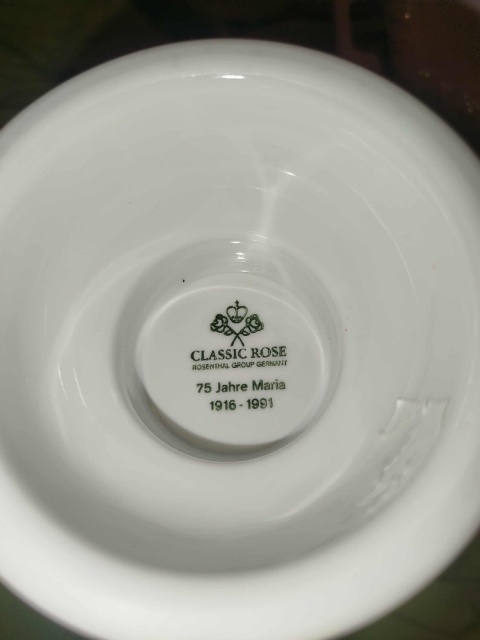 CLASSIC ROSE
ROSENTHAL GROUP GERMANY
75 Jahre Maria
1916 - 1991